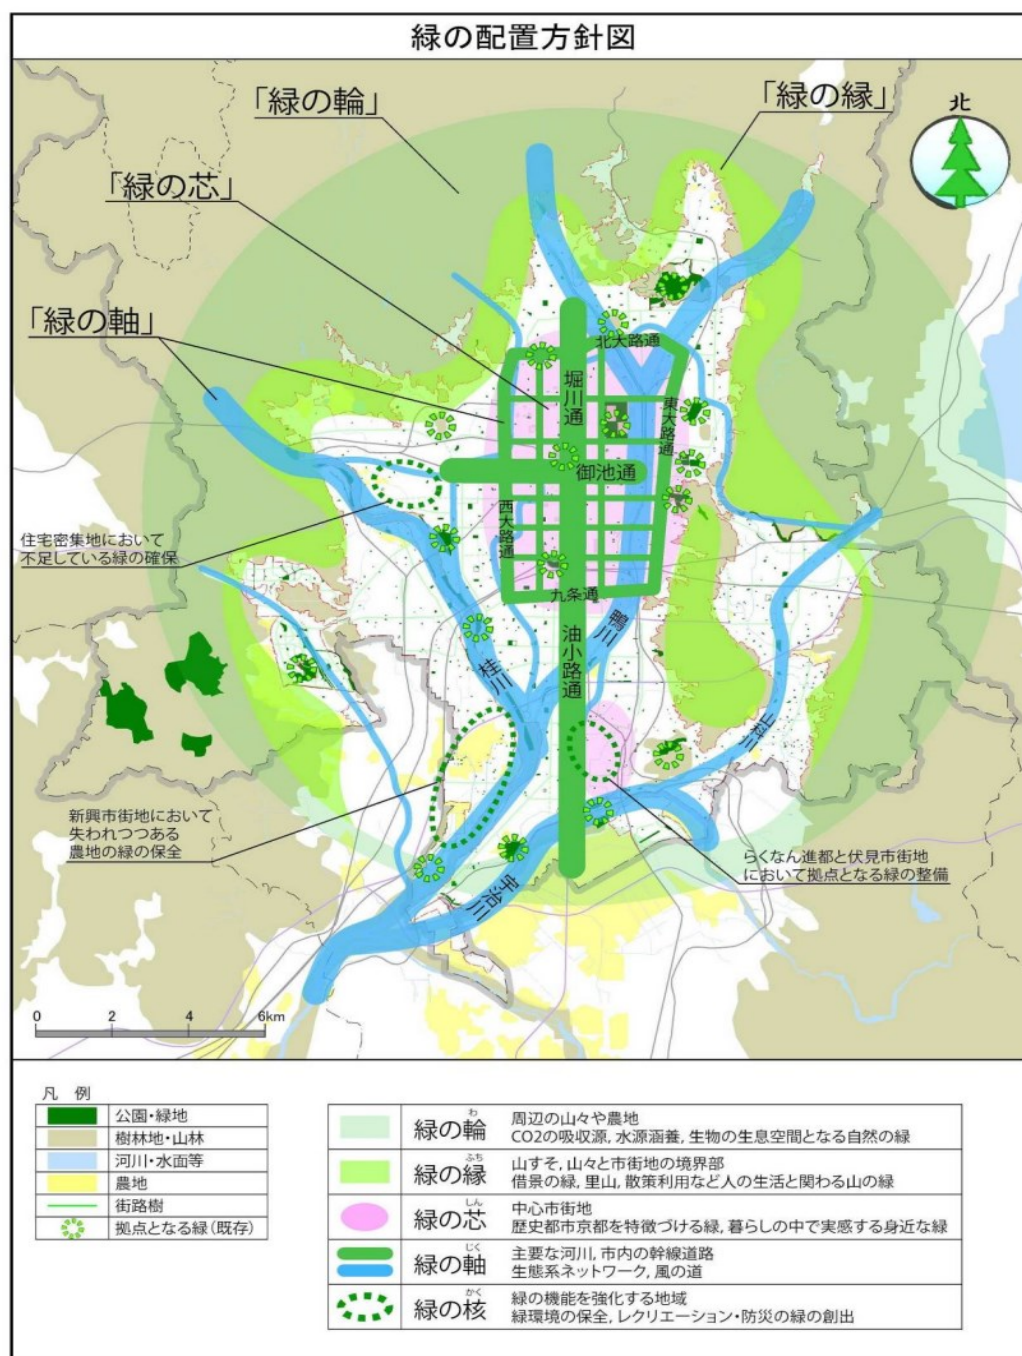 緑の配置方針図
「緑の輪」
「緑の縁」
北
「緑の芯」
「緑の軸」
北大路通
堀川通
東大路通
御池通
西大路通
住宅密集地において
不足している緑の確保
九条通
鴨川
油小路通
桂川
山科川
新興市街地において
失われつつある
農地の緑の保全
らくなん進都と伏見市街地
において拠点となる緑の整備
宇治川
0 2 4 6km
凡 例
公園・緑地
樹林地・山林
河川・水面等
農地
街路樹
拠点となる緑(既存)
わ
緑の輪
周辺の山々や農地
CO2の吸収源, 水源涵養, 生物の生息空間となる自然の緑
ふち
緑の縁
山すそ, 山々と市街地の境界部
借景の緑, 里山, 散策利用など人の生活と関わる山の緑
しん
緑の芯
中心市街地
歴史都市京都を特徴づける緑, 暮らしの中で実感する身近な緑
じく
緑の軸
主要な河川, 市内の幹線道路
生態系ネットワーク, 風の道
かく
緑の核
緑の機能を強化する地域
緑環境の保全, レクリエーション・防災の緑の創出